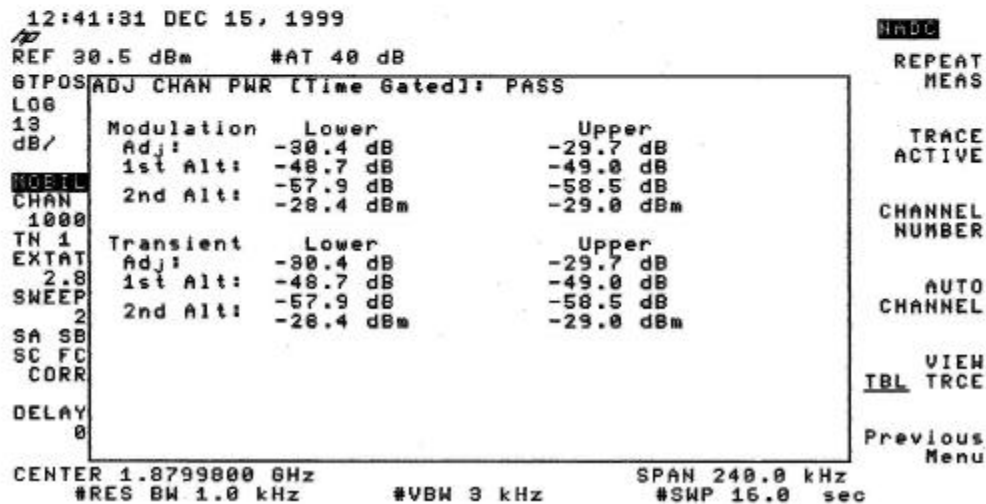 12:41:31 DEC 15, 1999
hp
REF 30.5 dBm #AT 40 dB
NADC
REPEAT
MEAS
GTPOS
ADJ CHAN PWR [Time Gated]: PASS
LOG
13
dB/
Modulation Lower Upper
Adj: -30.4 dB -29.7 dB
1st Alt: -48.7 dB -49.0 dB
2nd Alt: -57.9 dB -58.5 dB
-28.4 dBm -29.0 dBm
TRACE
ACTIVE
MOBIL
CHAN
1000
TN 1
EXTAT
2.8
SWEEP
2
SA SB
SC FC
CORR
DELAY
0
CHANNEL
NUMBER
Transient Lower Upper
Adj: -30.4 dB -29.7 dB
1st Alt: -48.7 dB -49.0 dB
2nd Alt: -57.9 dB -58.5 dB
-28.4 dBm -29.0 dBm
AUTO
CHANNEL
VIEW
TBL TRCE
Previous
Menu
CENTER 1.8799800 GHz SPAN 240.0 kHz
#RES BW 1.0 kHz #VBW 3 kHz #SWP 16.0 sec